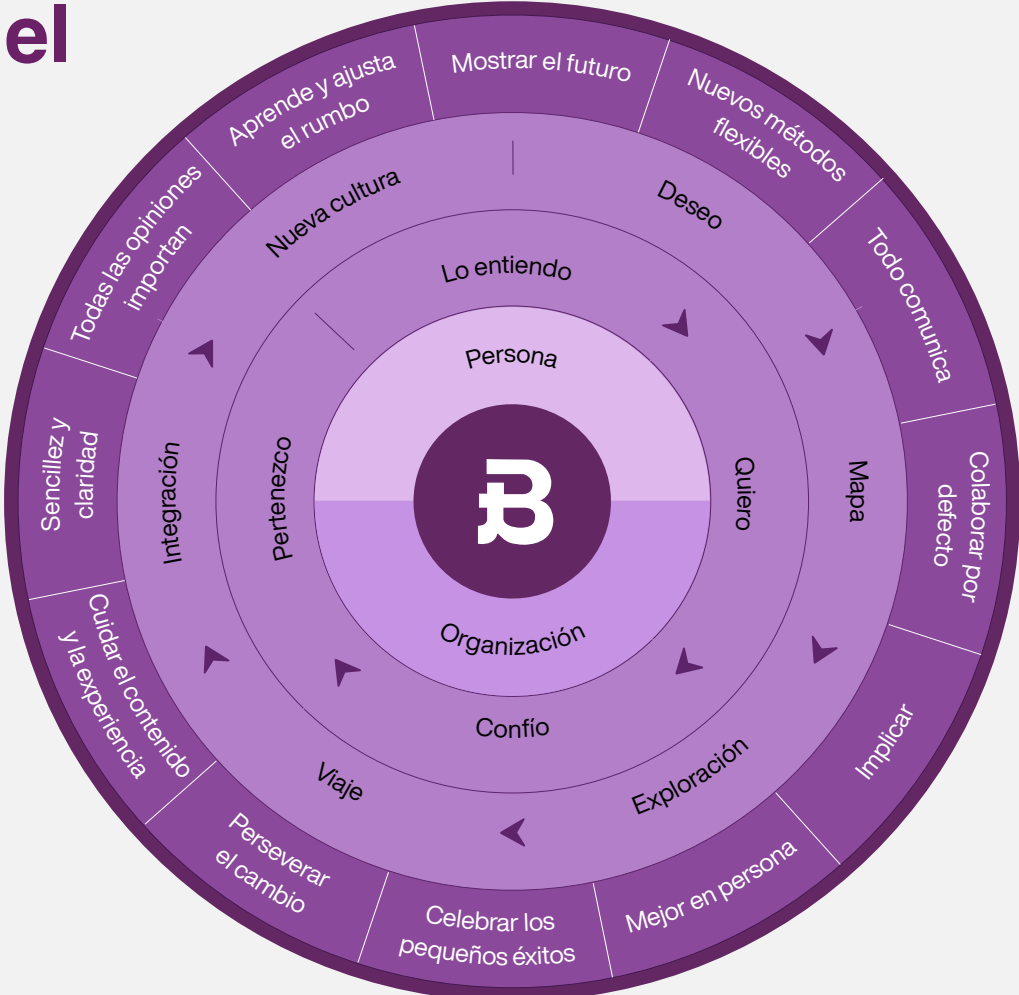 el
Mostrar el futuro
Nuevos métodos
flexibles
Todo comunica
Colaborar por
defecto
Implicar
Mejor en persona
Celebrar los
pequeños éxitos
Perseverar
el cambio
Cuidar el contenido
y la experiencia
Sencillez y
claridad
Todas las opiniones
importan
Aprende y ajusta
el rumbo
Deseo
Mapa
Exploración
Viaje
Integración
Nueva cultura
Lo entiendo
Quiero
Confío
Pertenezco
Persona
Organización